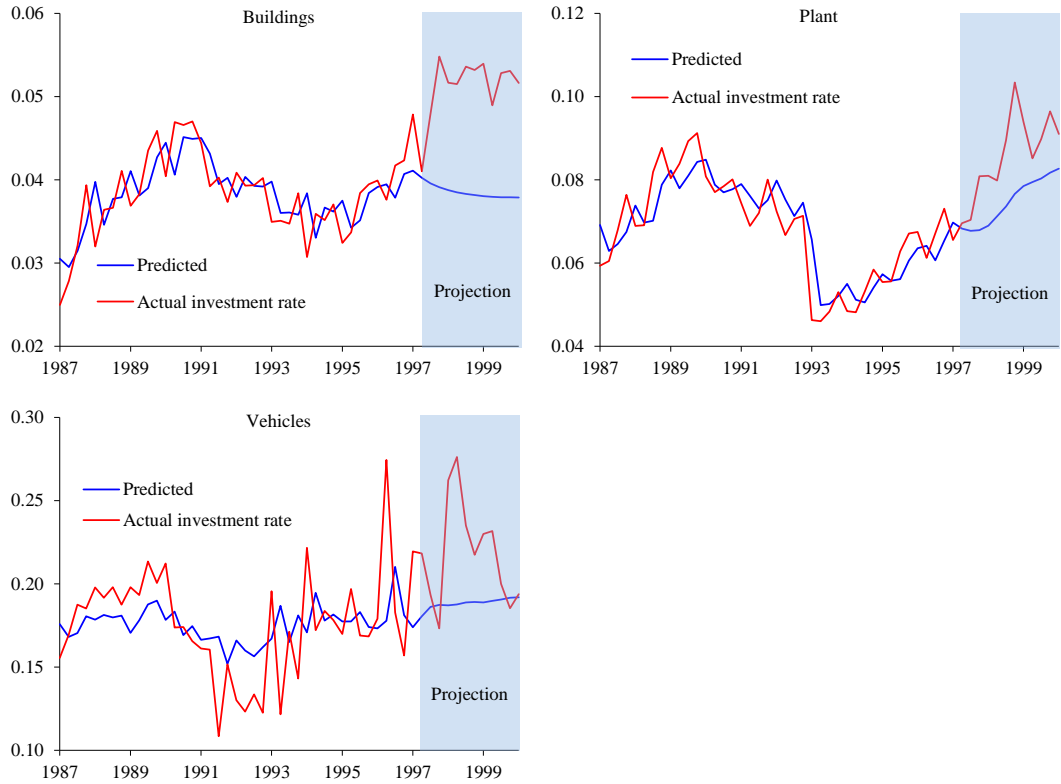 Buildings
0.06
0.05
0.04
0.03
0.02
Predicted
Actual investment rate
Projection
1987 1989 1991 1993 1995 1997 1999
Plant
0.12
0.10
0.08
0.06
0.04
Predicted
Actual investment rate
Projection
1987 1989 1991 1993 1995 1997 1999
Vehicles
0.30
0.25
0.20
0.15
0.10
Predicted
Actual investment rate
Projection
1987 1989 1991 1993 1995 1997 1999